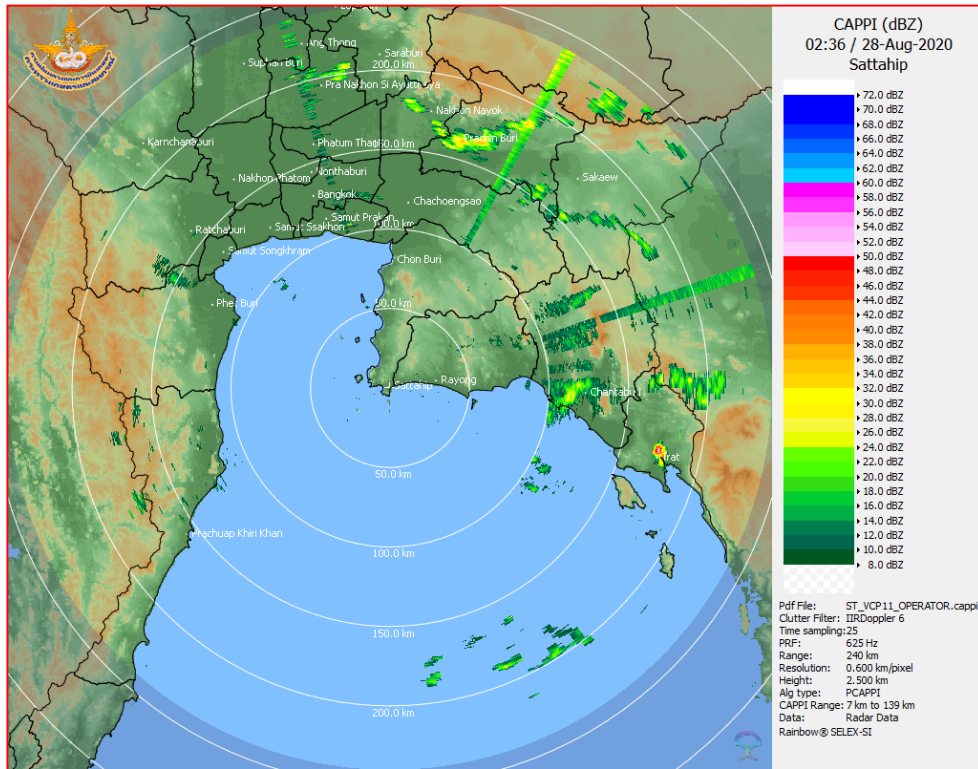 CAPPI (dBZ)
02:36 / 28-Aug-2020
Sattahip
72.0 dBZ
70.0 dBZ
68.0 dBZ
66.0 dBZ
64.0 dBZ
62.0 dBZ
60.0 dBZ
58.0 dBZ
56.0 dBZ
54.0 dBZ
52.0 dBZ
50.0 dBZ
48.0 dBZ
46.0 dBZ
44.0 dBZ
42.0 dBZ
40.0 dBZ
38.0 dBZ
36.0 dBZ
34.0 dBZ
32.0 dBZ
30.0 dBZ
28.0 dBZ
26.0 dBZ
24.0 dBZ
22.0 dBZ
20.0 dBZ
18.0 dBZ
16.0 dBZ
14.0 dBZ
12.0 dBZ
10.0 dBZ
8.0 dBZ
Pdf File: ST_VCP11_OPERATOR.cappi
Clutter Filter: IIRDoppler 6
Time sampling:25
PRF: 625 Hz
Range: 240 km
Resolution: 0.600 km/pixel
Height: 2.500 km
Alg type: PCAPPI
CAPPI Range: 7 km to 139 km
Data: Radar Data
Rainbow® SELEX-SI
Ang Thong
Saraburi
Suphan Buri
200.0 km
Pra Nakhon Si Ayutthaya
Nakhon Nayok
Karnchanaburi
Phatum Thani
150.0 km
Prachin Buri
Nonthaburi
Nakhon Phatom
Sakaew
Bangkok
Chachoengsao
Samut Prakan
100.0 km
Ratchaburi
Samut Ssakhon
Samut Songkhram
Chon Buri
Phet Buri
50.0 km
Sattahip
Rayong
Chantaburi
Trat
50.0 km
Prachuap Khiri Khan
100.0 km
150.0 km
200.0 km